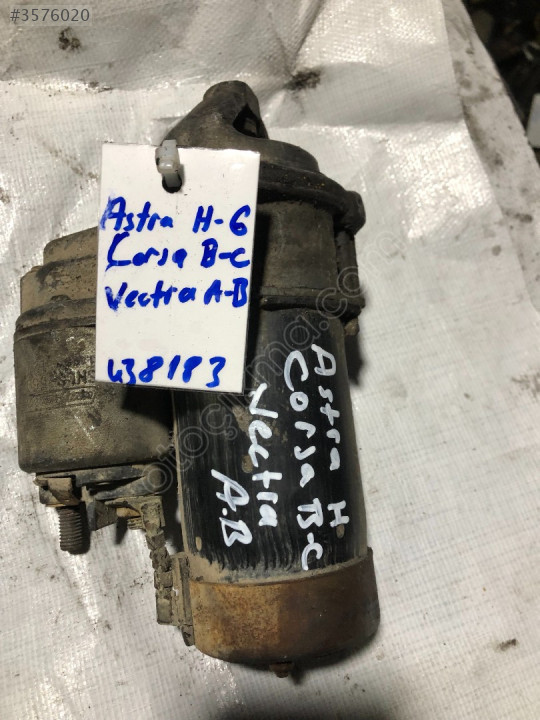 #3576020
Astra H-G
Corsa B-C
Vectra A-B
438183
Astra H
Corsa B-C
Vectra
A.B